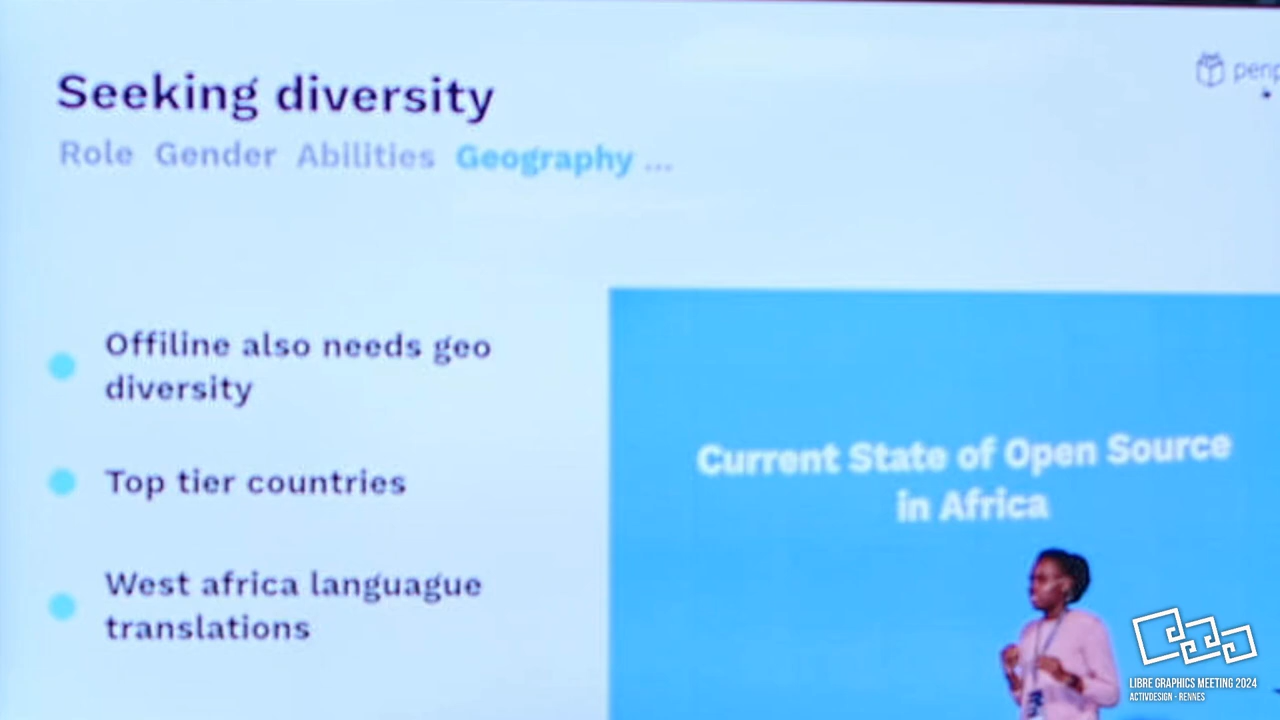 Seeking diversity
Role Gender Abilities Geography ...
Offiline also needs geo
diversity
Top tier countries
West africa languague
translations
Current State of Open Source
in Africa
LIBRE GRAPHICS MEETING 2024
ACTIVDESIGN - RENNES